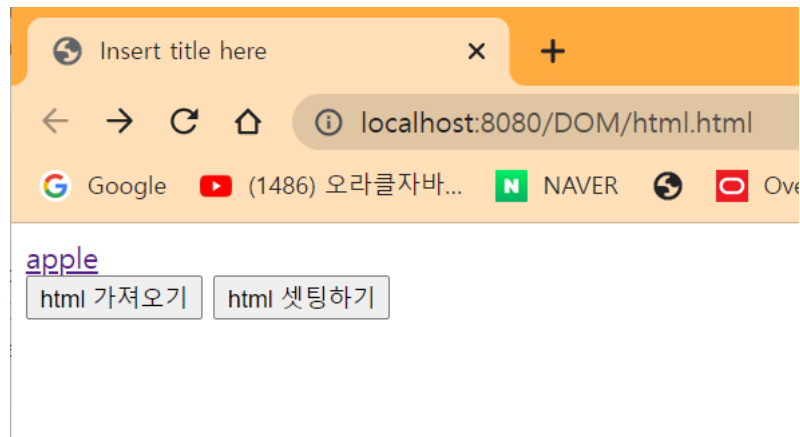 Insert title here
localhost:8080/DOM/html.html
Google (1486) 오라클자바... NAVER Ove
apple
html 가져오기 html 셋팅하기